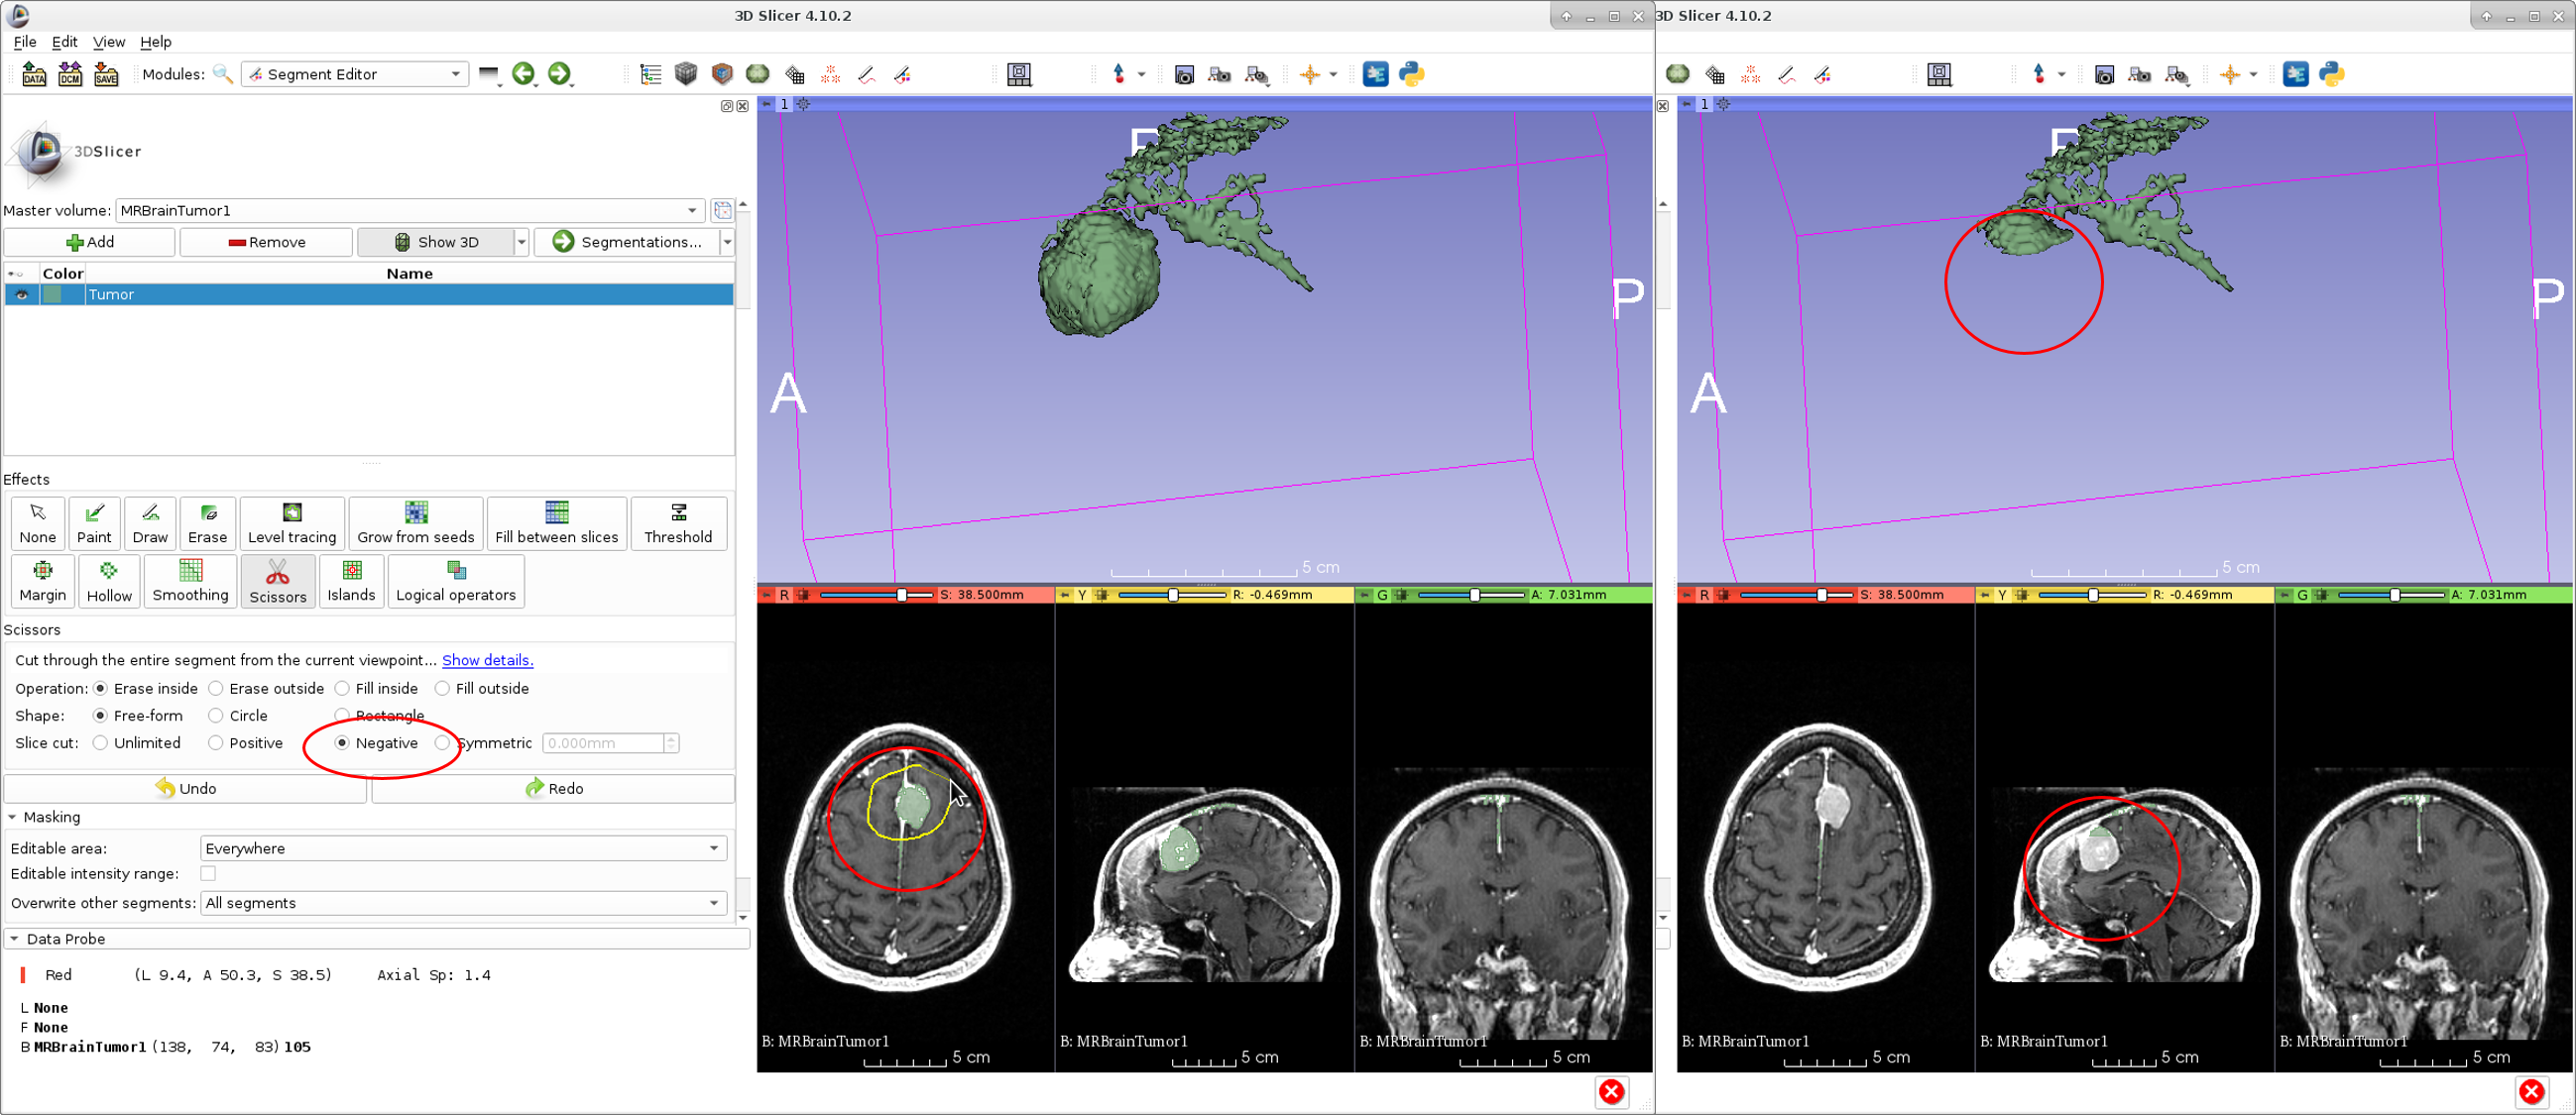 3D Slicer 4.10.2
File Edit View Help
DATA DCM SAVE Modules: Segment Editor
3DSlicer
Master volume: MRBrainTumor1
Add Remove Show 3D Segmentations...
Color Name
Tumor
Effects
None Paint Draw Erase Level tracing Grow from seeds Fill between slices Threshold
Margin Hollow Smoothing Scissors Islands Logical operators
Scissors
Cut through the entire segment from the current viewpoint... Show details.
Operation: Erase inside Erase outside Fill inside Fill outside
Shape: Free-form Circle Rectangle
Slice cut: Unlimited Positive Negative Symmetric 0.000mm
Undo Redo
Masking
Editable area: Everywhere
Editable intensity range:
Overwrite other segments: All segments
Data Probe
Red (L 9.4, A 50.3, S 38.5) Axial Sp: 1.4
L None
F None
B MRBrainTumor1 (138, 74, 83) 105
1
P
A
5 cm
R S: 38.500mm Y R: -0.469mm G A: 7.031mm
B: MRBrainTumor1 B: MRBrainTumor1 B: MRBrainTumor1
5 cm 5 cm 5 cm
3D Slicer 4.10.2
1
P
A
5 cm
R S: 38.500mm Y R: -0.469mm G A: 7.031mm
B: MRBrainTumor1 B: MRBrainTumor1 B: MRBrainTumor1
5 cm 5 cm 5 cm